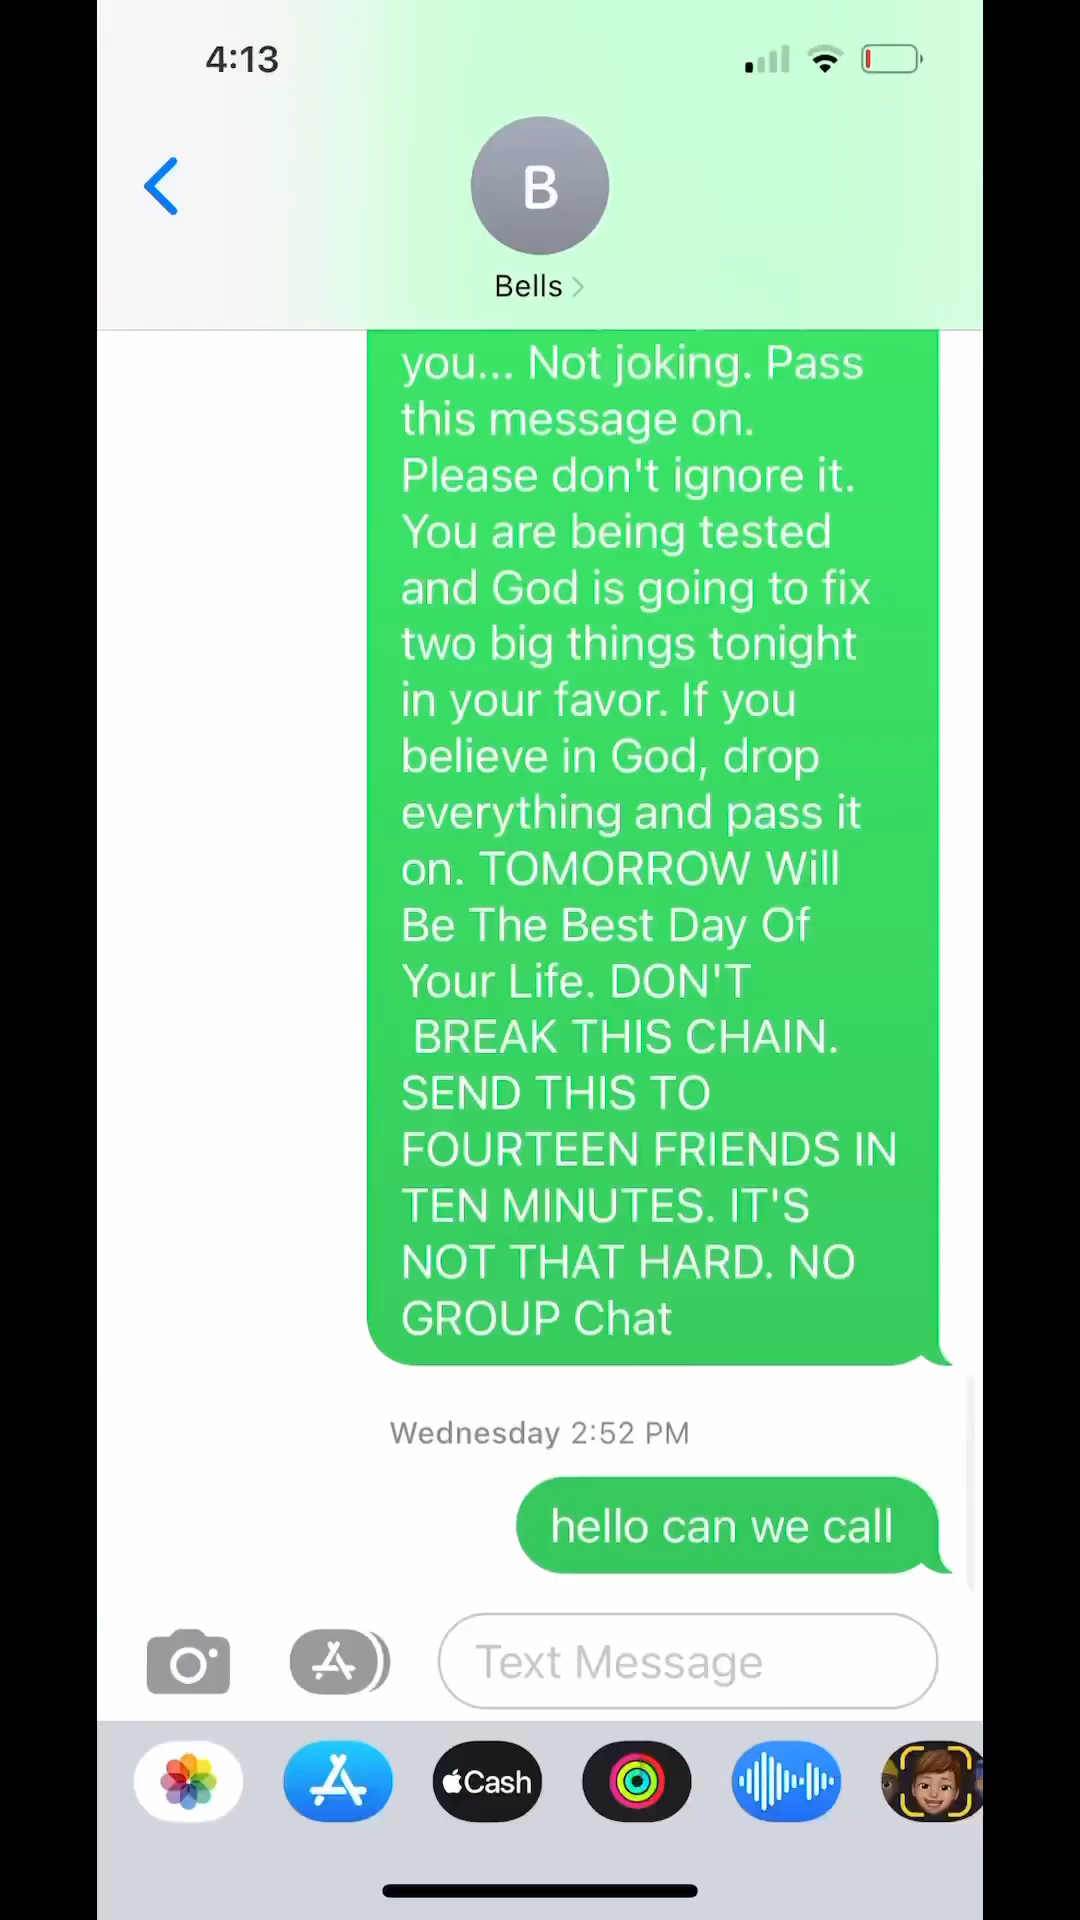 4:13
B
Bells
you... Not joking. Pass
this message on.
Please don't ignore it.
You are being tested
and God is going to fix
two big things tonight
in your favor. If you
believe in God, drop
everything and pass it
on. TOMORROW Will
Be The Best Day Of
Your Life. DON'T
BREAK THIS CHAIN.
SEND THIS TO
FOURTEEN FRIENDS IN
TEN MINUTES. IT'S
NOT THAT HARD. NO
GROUP Chat
Wednesday 2:52 PM
hello can we call
Text Message
Cash